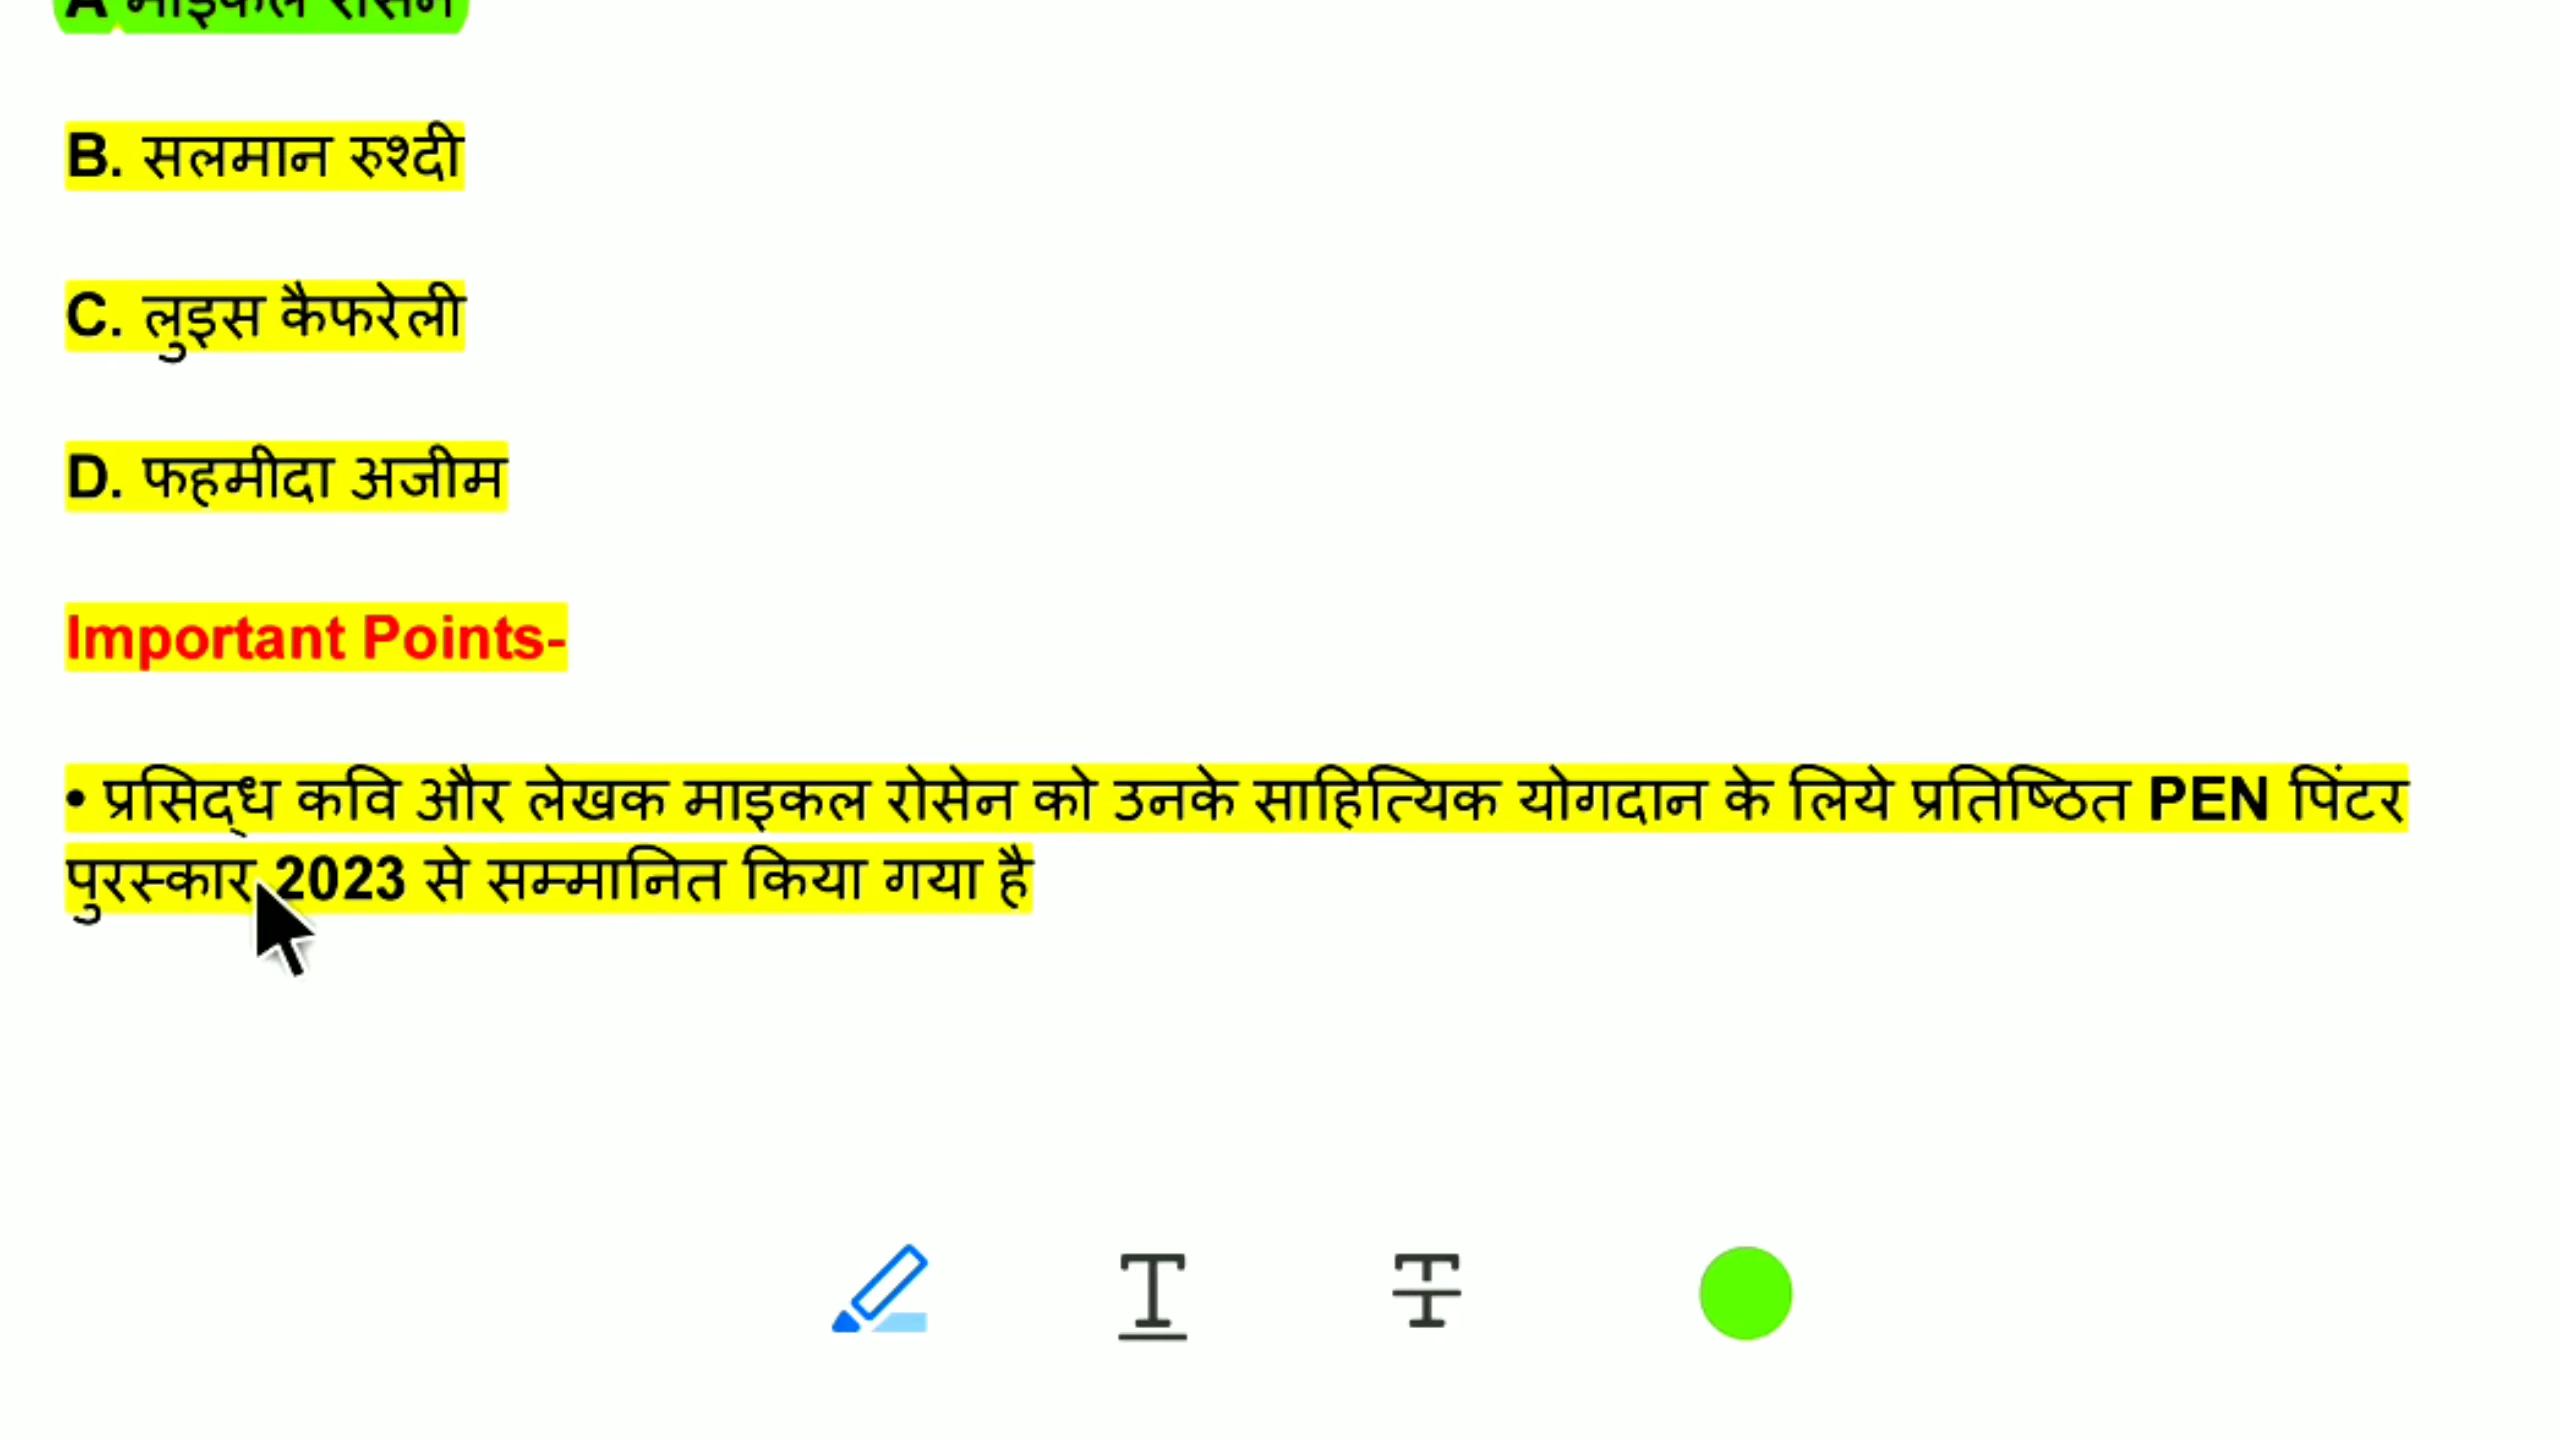 A माइकल रोसेन
B. सलमान रुश्दी
C. लुइस कैफरेली
D. फहमीदा अजीम
Important Points-
• प्रसिद्ध कवि और लेखक माइकल रोसेन को उनके साहित्यिक योगदान के लिये प्रतिष्ठित PEN पिंटर
पुरस्कार 2023 से सम्मानित किया गया है